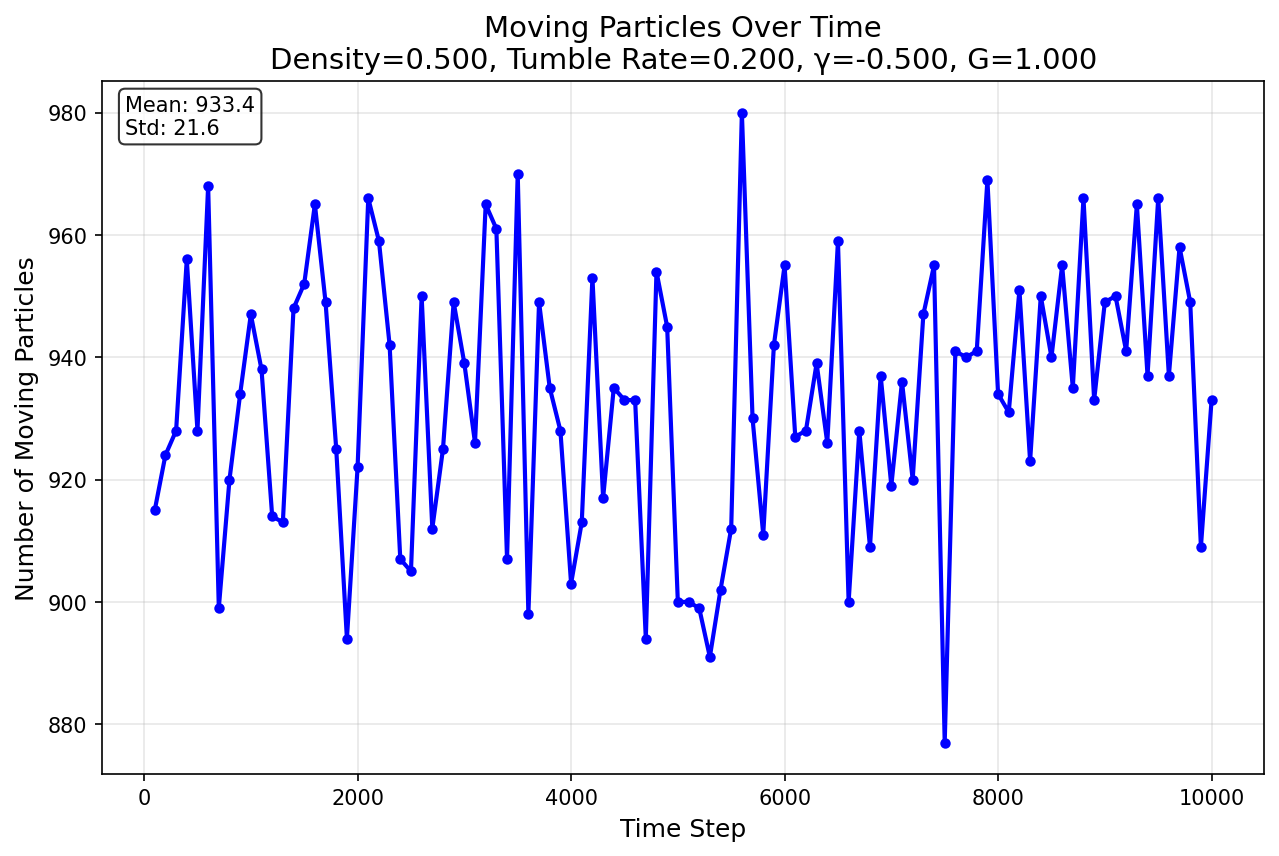 Moving Particles Over Time
Density=0.500, Tumble Rate=0.200, γ=-0.500, G=1.000
Mean: 933.4
Std: 21.6
Number of Moving Particles
980
960
940
920
900
880
0 2000 4000 6000 8000 10000
Time Step